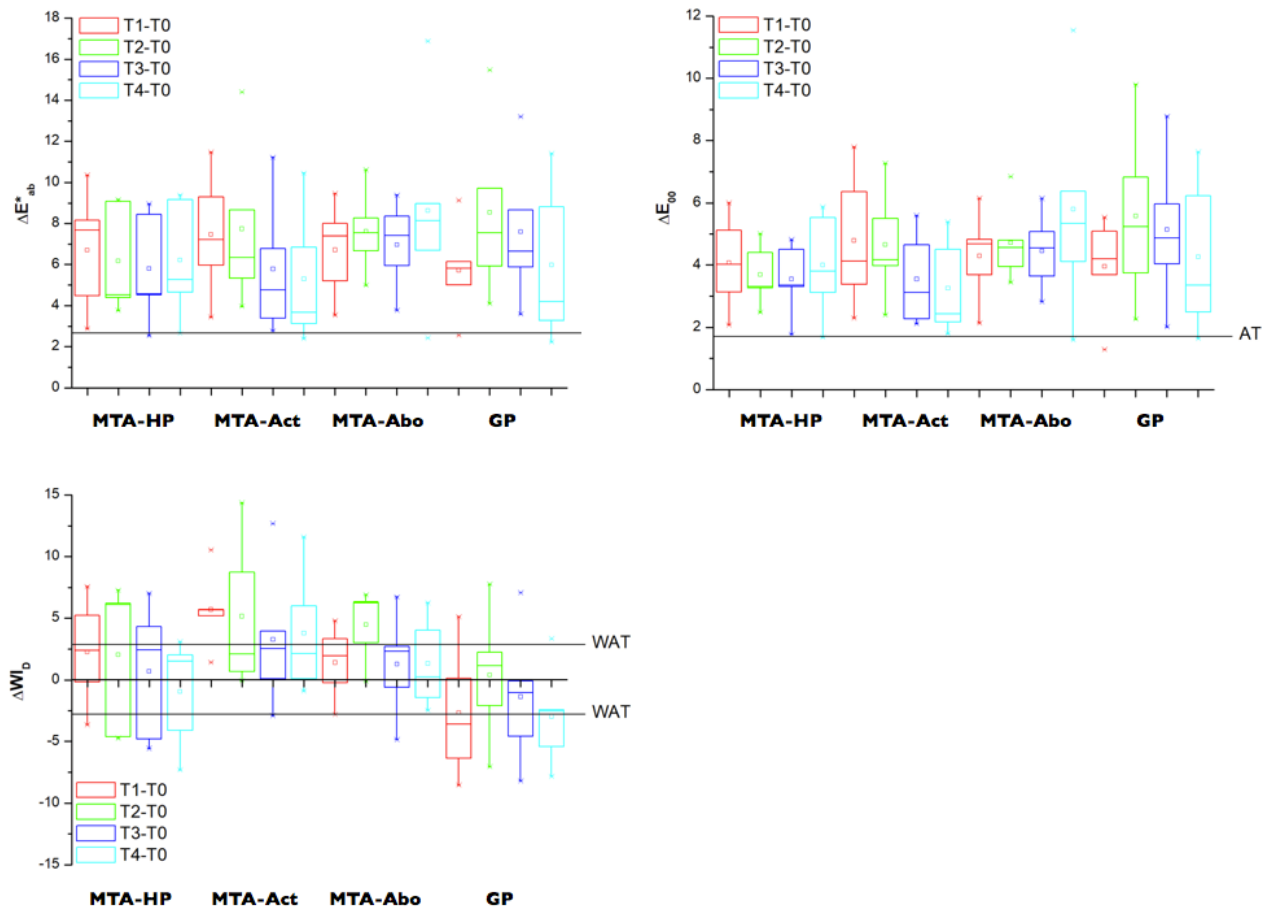 18
16
14
12
10
8
6
4
2
0
ΔE*ab
T1-T0
T2-T0
T3-T0
T4-T0
MTA-HP MTA-Act MTA-Abo GP
12
10
8
6
4
2
0
ΔE00
T1-T0
T2-T0
T3-T0
T4-T0
AT
MTA-HP MTA-Act MTA-Abo GP
15
10
5
0
-5
-10
-15
ΔWID
WAT
WAT
T1-T0
T2-T0
T3-T0
T4-T0
MTA-HP MTA-Act MTA-Abo GP